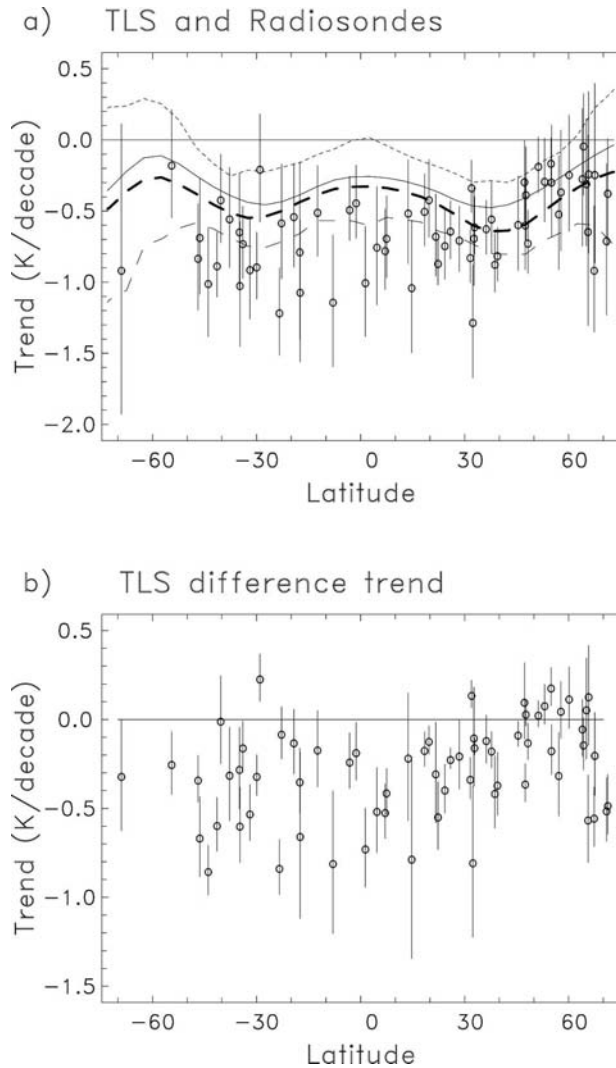 a) TLS and Radiosondes
0.5
0.0
-0.5
-1.0
-1.5
-2.0
Trend (K/decade)
-60 -30 0 30 60
Latitude
b) TLS difference trend
0.5
0.0
-0.5
-1.0
-1.5
Trend (K/decade)
-60 -30 0 30 60
Latitude